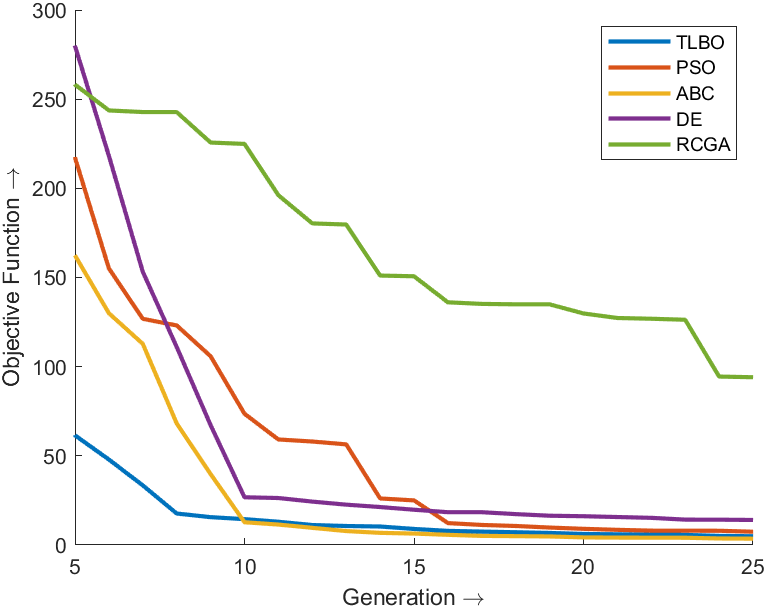 300
250
200
150
100
50
0
5
10
15
20
25
Objective Function →
Generation →
TLBO
PSO
ABC
DE
RCGA